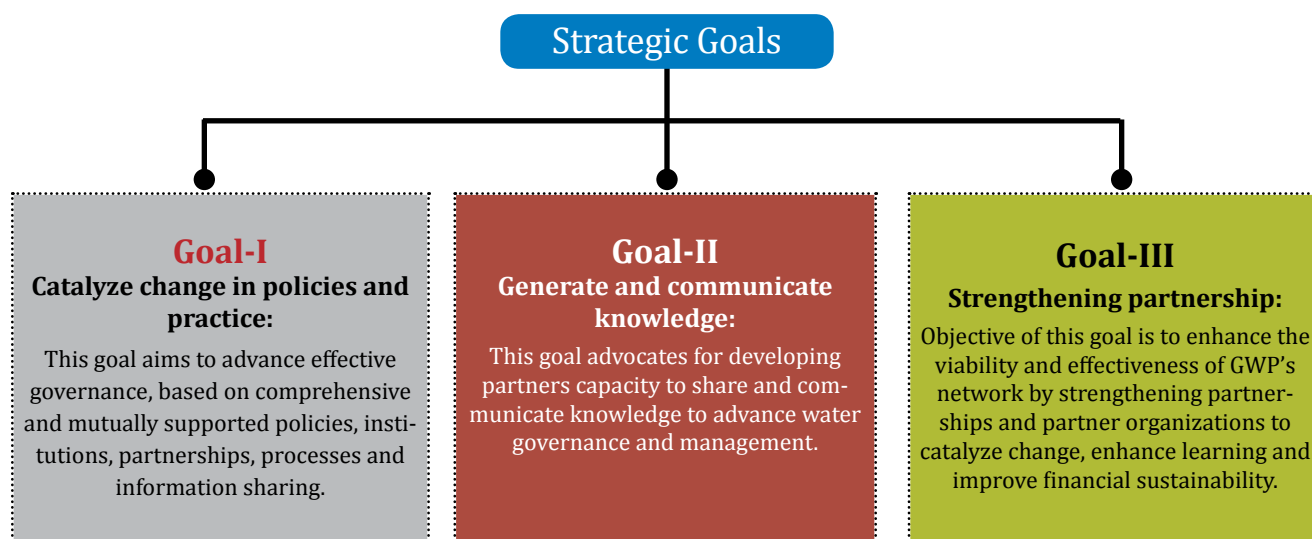 Strategic Goals
Goal-I
Catalyze change in policies and
practice:
This goal aims to advance effective
governance, based on comprehensive
and mutually supported policies, insti-
tutions, partnerships, processes and
information sharing.
Goal-II
Generate and communicate
knowledge:
This goal advocates for developing
partners capacity to share and com-
municate knowledge to advance water
governance and management.
Goal-III
Strengthening partnership:
Objective of this goal is to enhance the
viability and effectiveness of GWP’s
network by strengthening partner-
ships and partner organizations to
catalyze change, enhance learning and
improve financial sustainability.